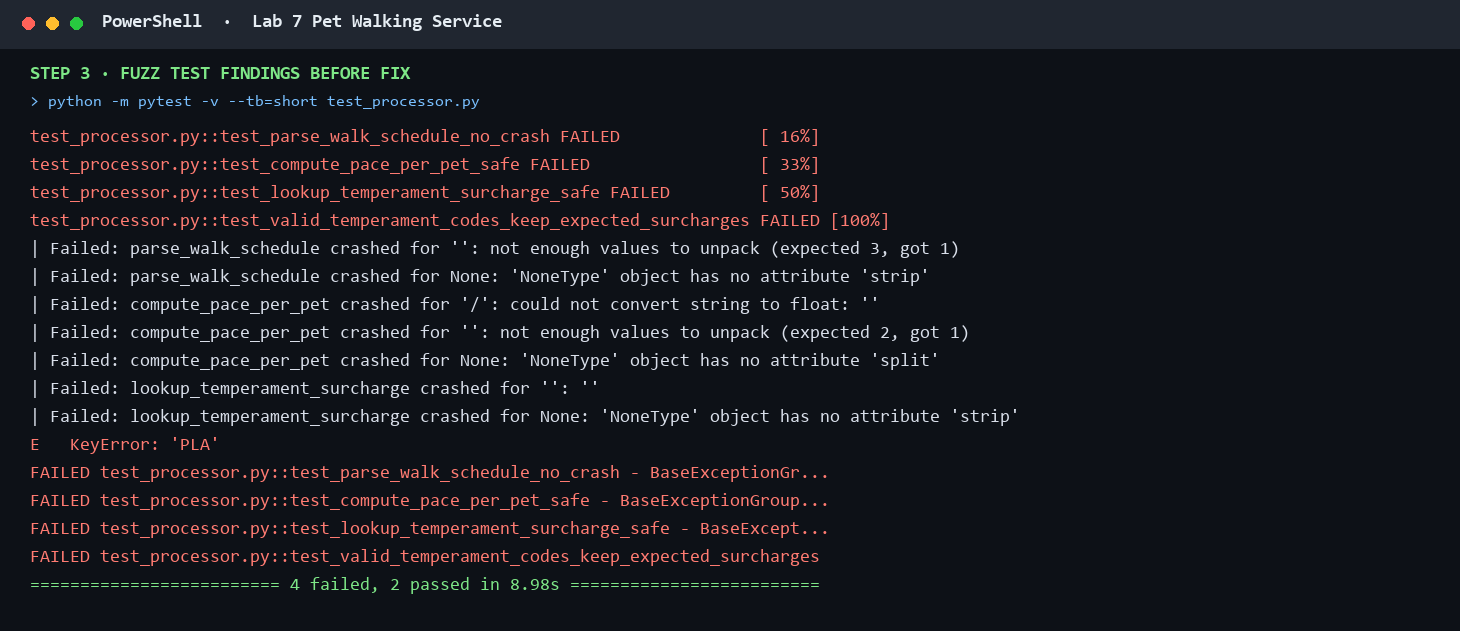 PowerShell · Lab 7 Pet Walking Service
STEP 3 · FUZZ TEST FINDINGS BEFORE FIX
> python -m pytest -v --tb=short test_processor.py
test_processor.py::test_parse_walk_schedule_no_crash FAILED [ 16%]
test_processor.py::test_compute_pace_per_pet_safe FAILED [ 33%]
test_processor.py::test_lookup_temperament_surcharge_safe FAILED [ 50%]
test_processor.py::test_valid_temperament_codes_keep_expected_surcharges FAILED [100%]
| Failed: parse_walk_schedule crashed for '': not enough values to unpack (expected 3, got 1)
| Failed: parse_walk_schedule crashed for None: 'NoneType' object has no attribute 'strip'
| Failed: compute_pace_per_pet crashed for '/': could not convert string to float: ''
| Failed: compute_pace_per_pet crashed for '': not enough values to unpack (expected 2, got 1)
| Failed: compute_pace_per_pet crashed for None: 'NoneType' object has no attribute 'split'
| Failed: lookup_temperament_surcharge crashed for '': ''
| Failed: lookup_temperament_surcharge crashed for None: 'NoneType' object has no attribute 'strip'
E   KeyError: 'PLA'
FAILED test_processor.py::test_parse_walk_schedule_no_crash - BaseExceptionGr...
FAILED test_processor.py::test_compute_pace_per_pet_safe - BaseExceptionGroup...
FAILED test_processor.py::test_lookup_temperament_surcharge_safe - BaseExcept...
FAILED test_processor.py::test_valid_temperament_codes_keep_expected_surcharges
========================= 4 failed, 2 passed in 8.98s =========================